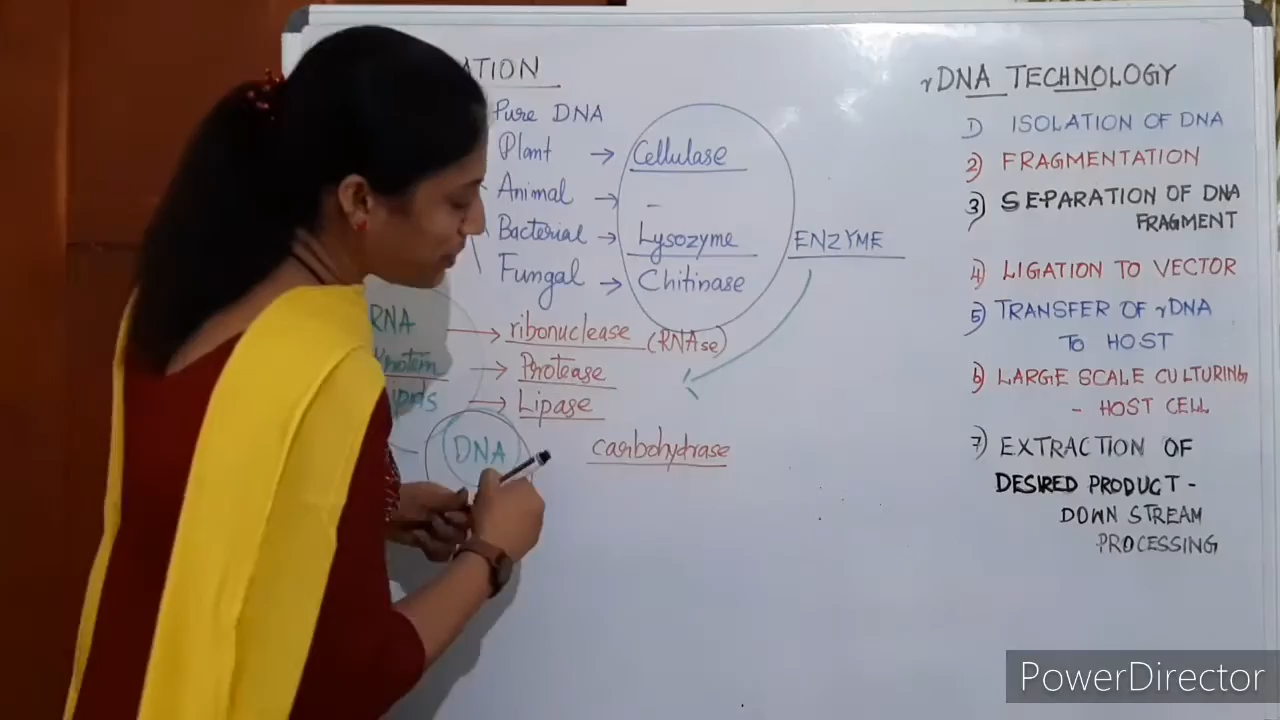 ATION
Pure DNA
Plant → Cellulase
Animal → -
Bacterial → Lysozyme
Fungal → Chitinase
ENZYME
RNA → ribonuclease (RNAse)
Protein → Protease
ipids → Lipase
DNA
carbohydrase
rDNA TECHNOLOGY
1) ISOLATION OF DNA
2) FRAGMENTATION
3) SEPARATION OF DNA
FRAGMENT
4) LIGATION TO VECTOR
5) TRANSFER OF rDNA
TO HOST
6) LARGE SCALE CULTURING
- HOST CELL
7) EXTRACTION OF
DESIRED PRODUCT -
DOWN STREAM
PROCESSING
PowerDirector